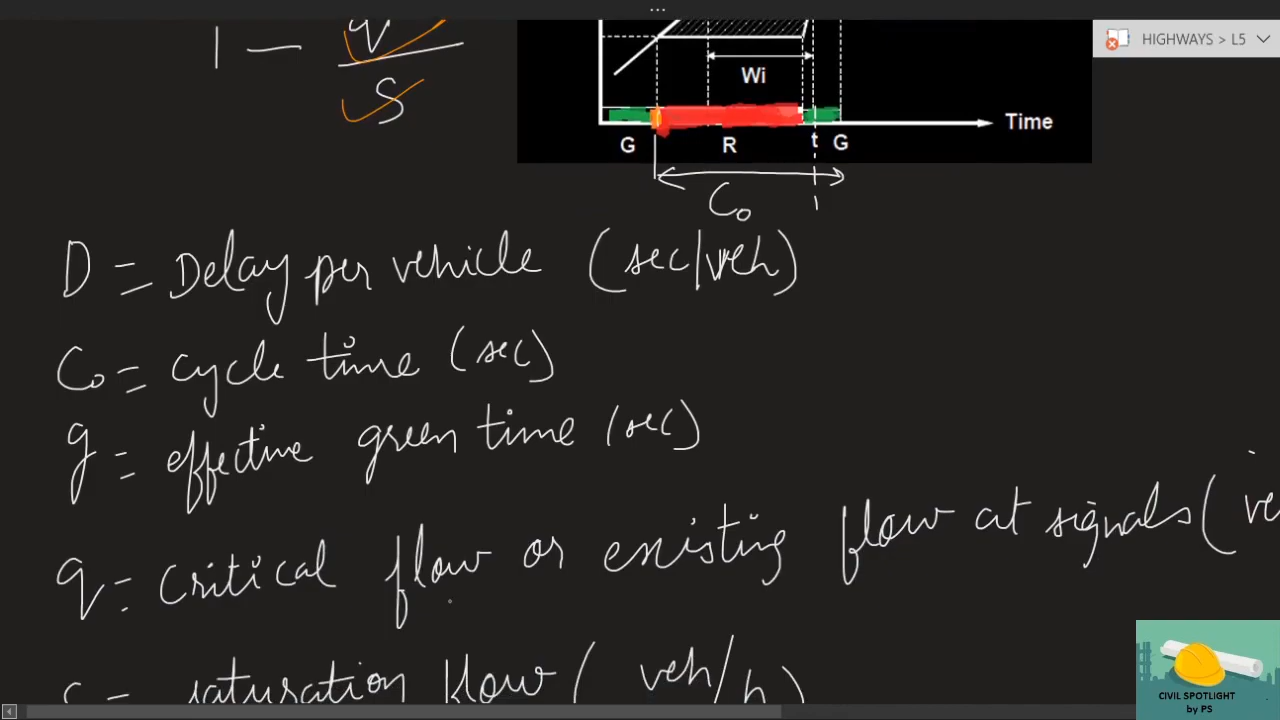 HIGHWAYS > L5
1 - q/S
Wi
Time
G R t G
C₀
D = Delay per vehicle (sec/veh)
C₀ = cycle time (sec)
g = effective green time (sec)
q = critical flow or existing flow at signals (ve
saturation flow ( veh/h)
CIVIL SPOTLIGHT
by PS